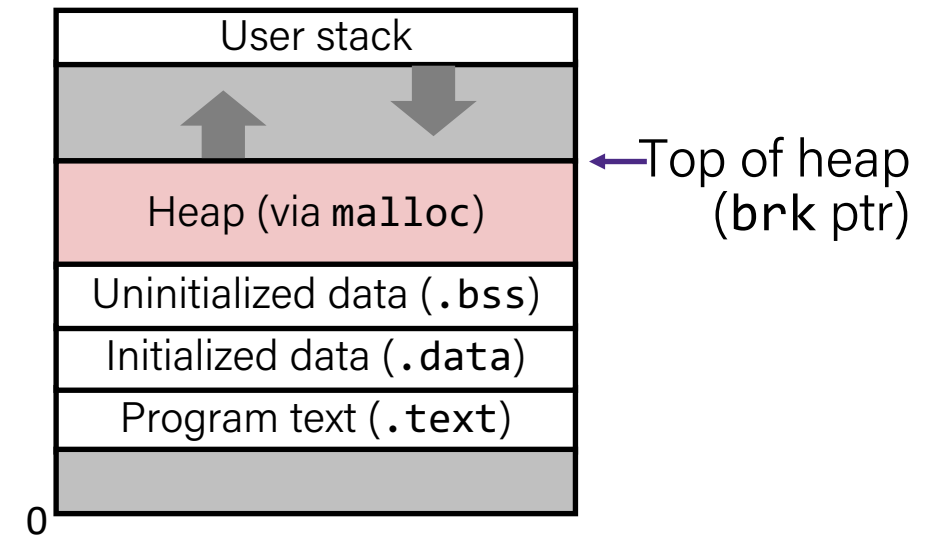 User stack
Top of heap
(brk ptr)
Heap (via malloc)
Uninitialized data (.bss)
Initialized data (.data)
Program text (.text)
0